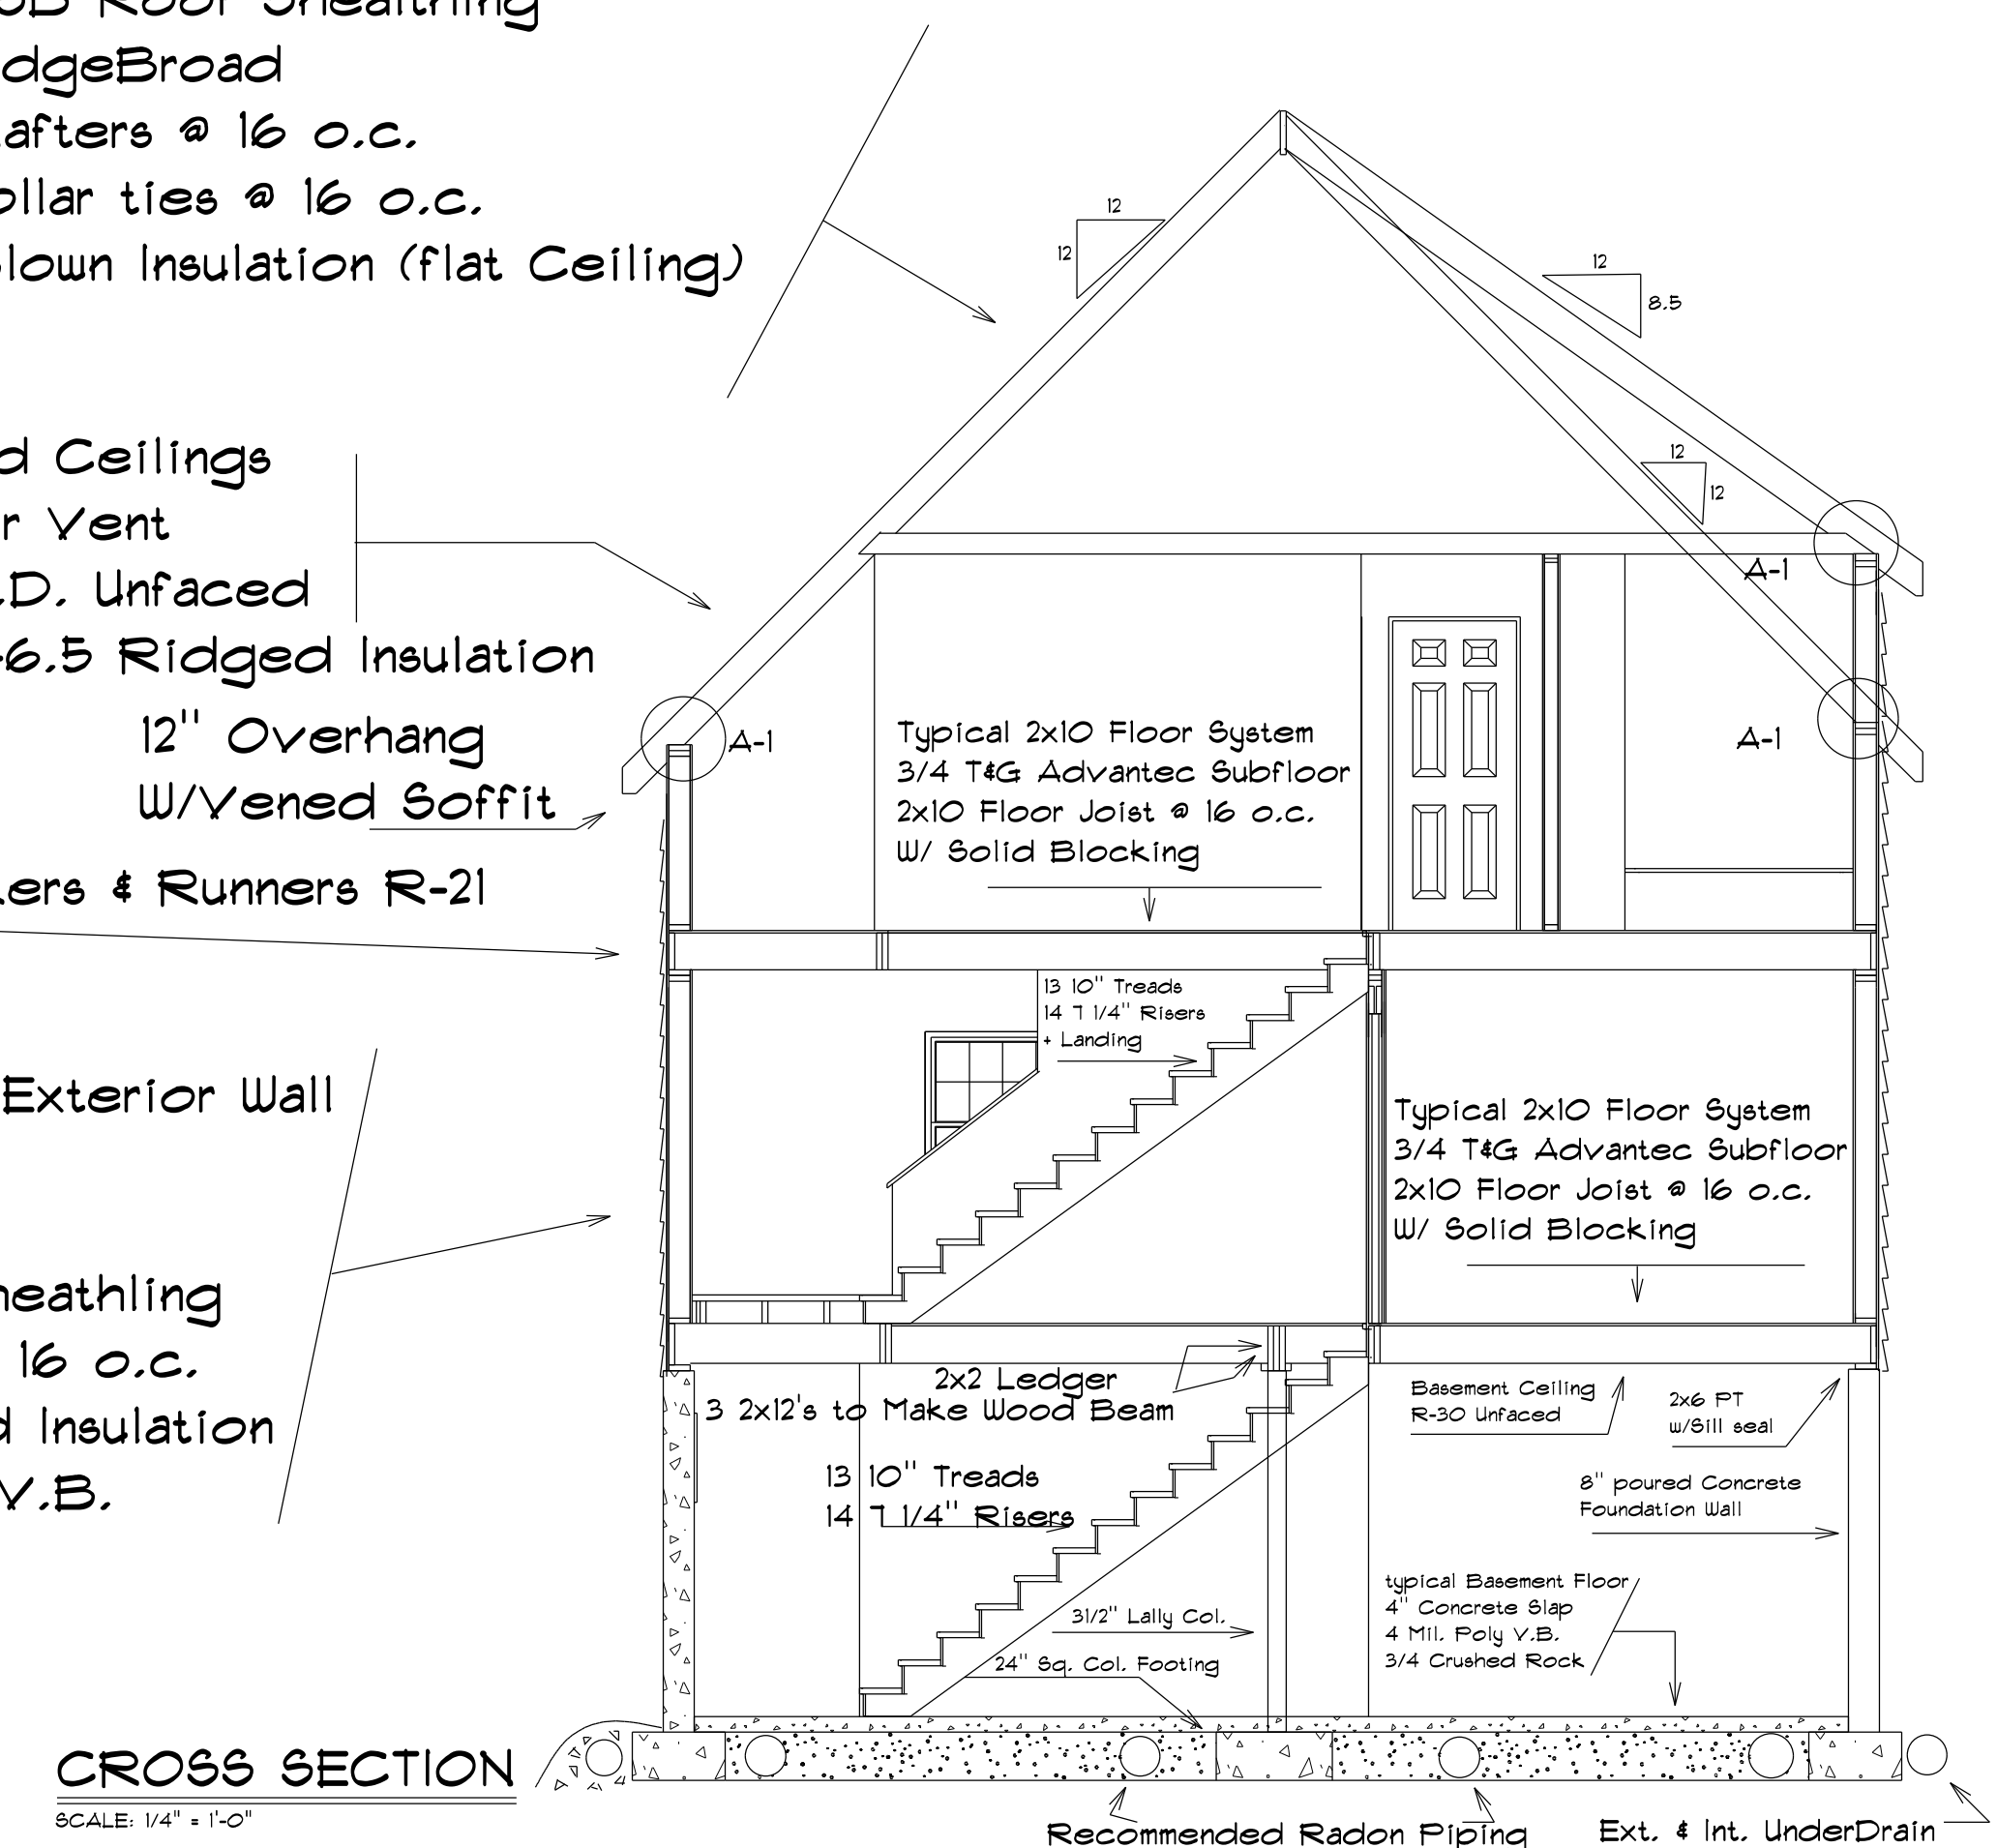 Roof Sheathing
afters @ 16 o.c.
ollar ties @ 16 o.c.
lown Insulation (flat Ceiling)
12
12
12
8.5
12
12
d Ceilings
r Vent
.D. Unfaced
-6.5 Ridged Insulation
12" Overhang
W/Vened Soffit
A-1
A-1
A-1
Typical 2x10 Floor System
3/4 T&G Advantec Subfloor
2x10 Floor Joist @ 16 o.c.
W/ Solid Blocking
ers & Runners R-21
13 10" Treads
14 7 1/4" Risers
+ Landing
Exterior Wall
Typical 2x10 Floor System
3/4 T&G Advantec Subfloor
2x10 Floor Joist @ 16 o.c.
W/ Solid Blocking
heathling
16 o.c.
d Insulation
V.B.
2x2 Ledger
3 2x12's to Make Wood Beam
13 10" Treads
14 7 1/4" Risers
Basement Ceiling
R-30 Unfaced
2x6 PT
w/Sill seal
8" poured Concrete
Foundation Wall
31/2" Lally Col.
24" Sq. Col. Footing
typical Basement Floor
4" Concrete Slap
4 Mil. Poly V.B.
3/4 Crushed Rock
CROSS SECTION
SCALE: 1/4" = 1'-0"
Recommended Radon Piping
Ext. & Int. UnderDrain